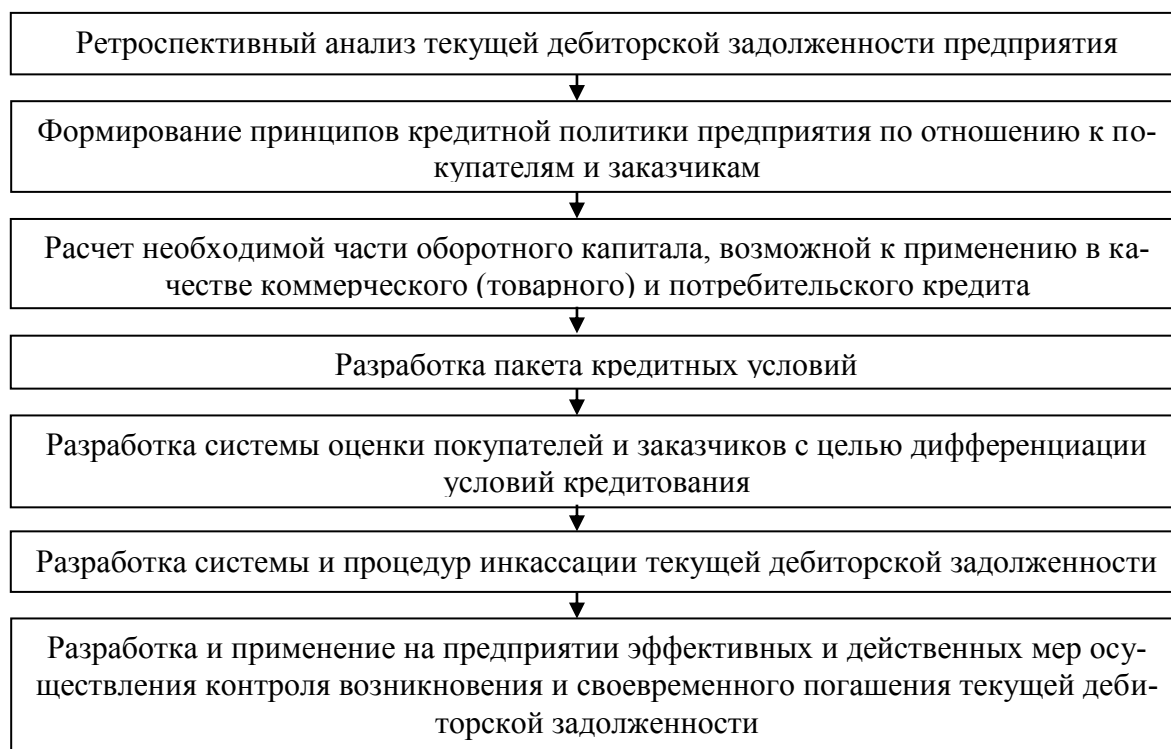 Ретроспективный анализ текущей дебиторской задолженности предприятия
Формирование принципов кредитной политики предприятия по отношению к по-
купателям и заказчикам
Расчет необходимой части оборотного капитала, возможной к применению в ка-
честве коммерческого (товарного) и потребительского кредита
Разработка пакета кредитных условий
Разработка системы оценки покупателей и заказчиков с целью дифференциации
условий кредитования
Разработка системы и процедур инкассации текущей дебиторской задолженности
Разработка и применение на предприятии эффективных и действенных мер осу-
ществления контроля возникновения и своевременного погашения текущей деби-
торской задолженности